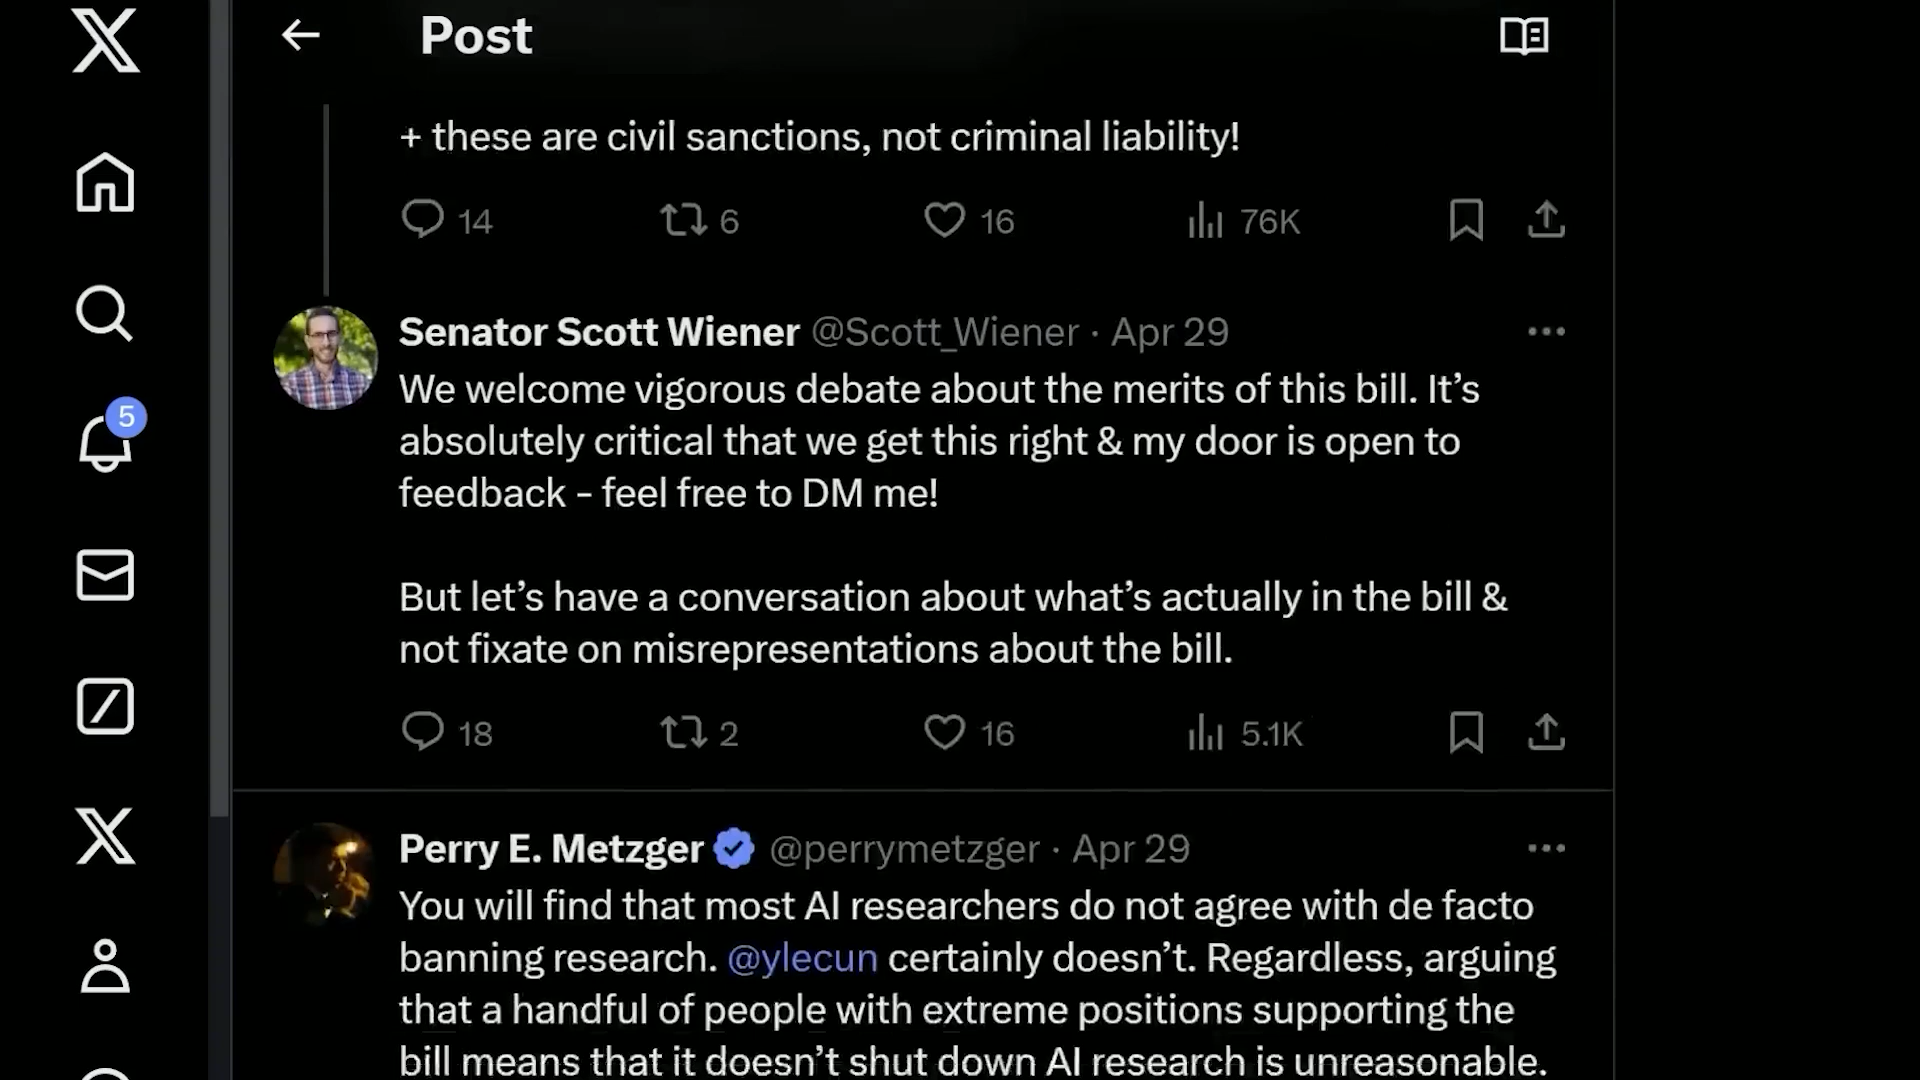 Post
+ these are civil sanctions, not criminal liability!
14 6 16 76K
Senator Scott Wiener @Scott_Wiener · Apr 29
We welcome vigorous debate about the merits of this bill. It’s
absolutely critical that we get this right & my door is open to
feedback - feel free to DM me!
But let’s have a conversation about what’s actually in the bill &
not fixate on misrepresentations about the bill.
18 2 16 5.1K
Perry E. Metzger @perrymetzger · Apr 29
You will find that most AI researchers do not agree with de facto
banning research. @ylecun certainly doesn’t. Regardless, arguing
that a handful of people with extreme positions supporting the
bill means that it doesn’t shut down AI research is unreasonable.
5